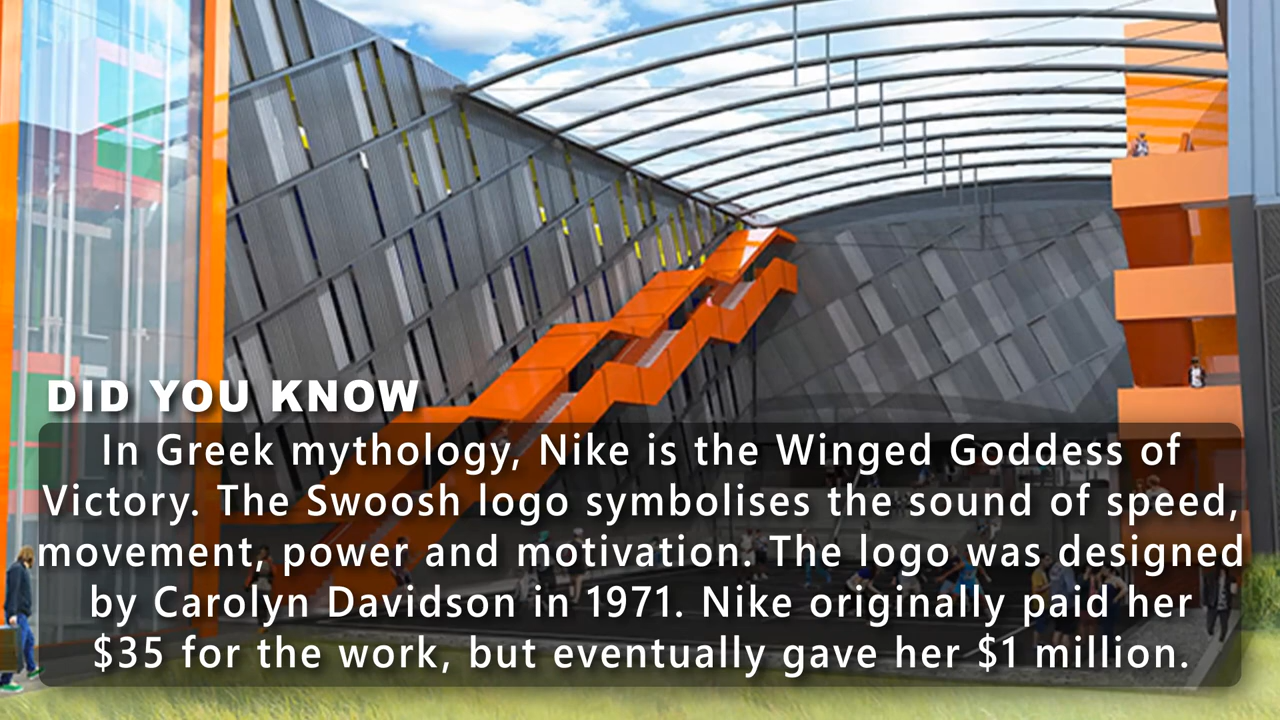 DID YOU KNOW
In Greek mythology, Nike is the Winged Goddess of
Victory. The Swoosh logo symbolises the sound of speed,
movement, power and motivation. The logo was designed
by Carolyn Davidson in 1971. Nike originally paid her
$35 for the work, but eventually gave her $1 million.